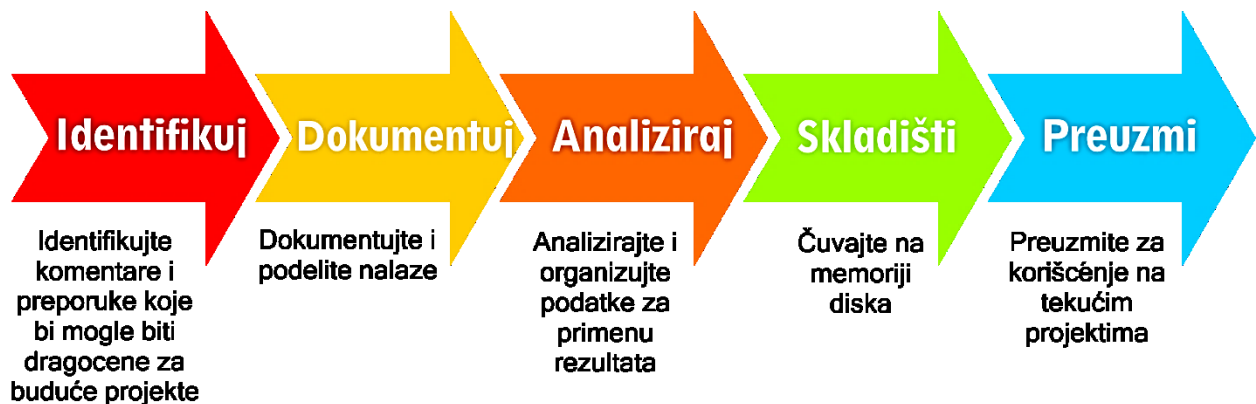 Identifikuj
Dokumentuj
Analiziraj
Skladišti
Preuzmi
Identifikujte
komentare i
preporuke koje
bi mogle biti
dragocene za
buduće projekte
Dokumentujte i
podelite nalaze
Analizirajte i
organizujte
podatke za
primenu
rezultata
Čuvajte na
memoriji
diska
Preuzmite za
korišćenje na
tekućim
projektima